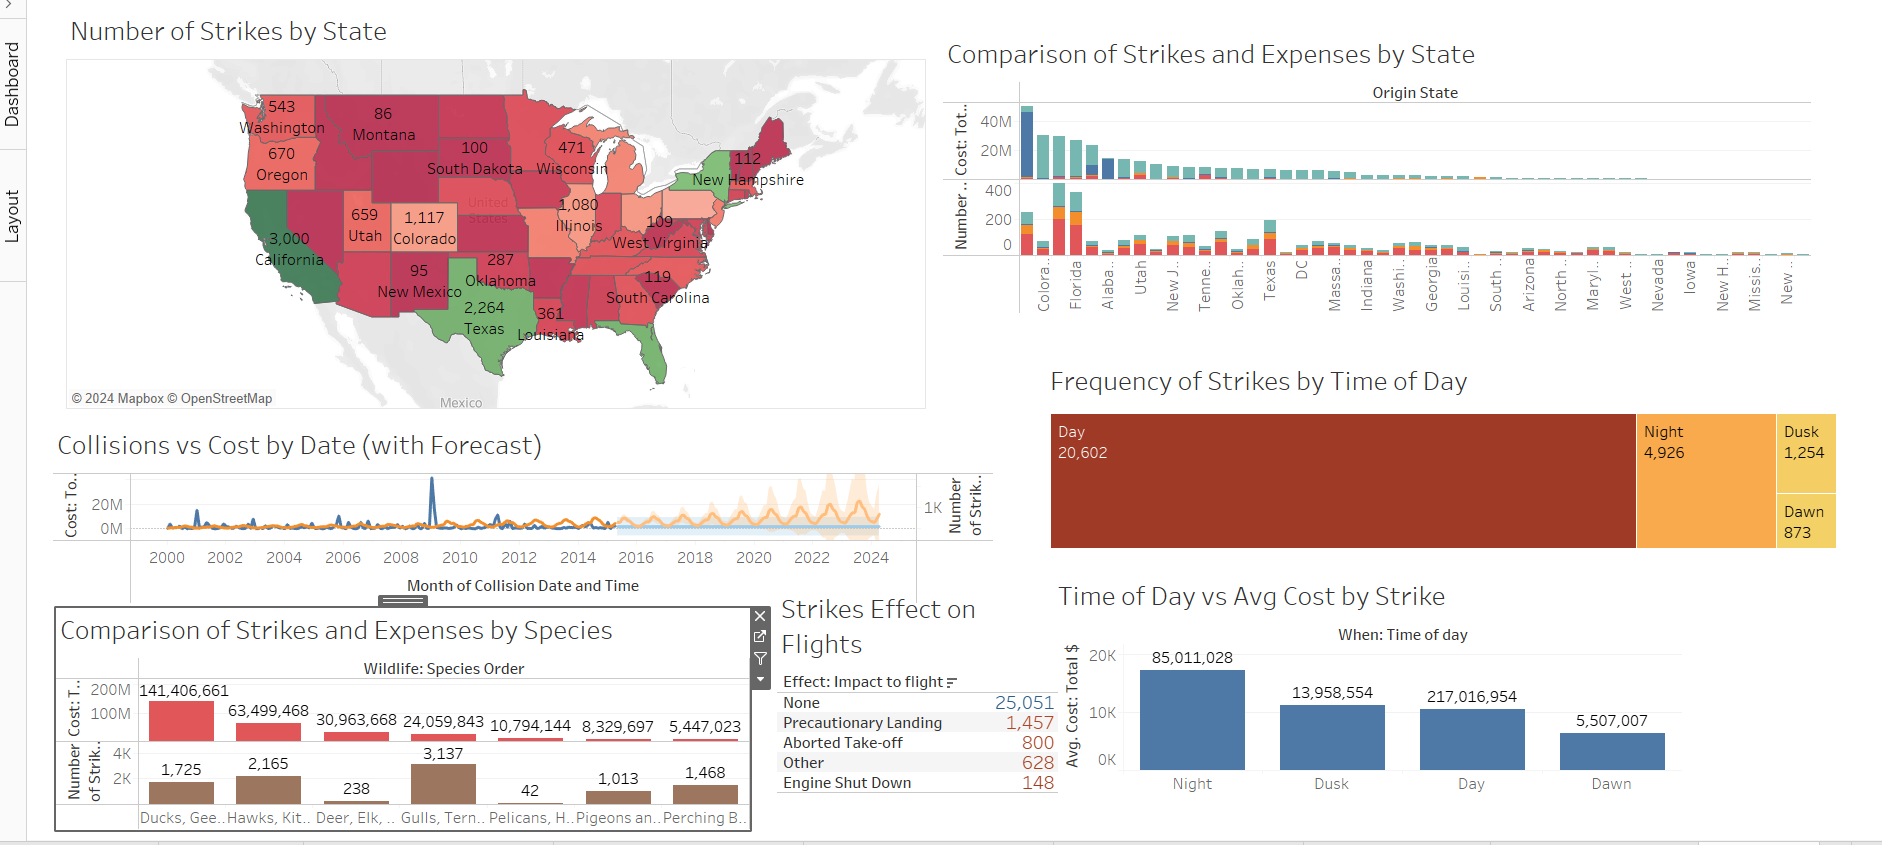 Dashboard
Layout
Number of Strikes by State
543
Washington
86
Montana
670
Oregon
100
South Dakota
471
Wisconsin
112
New Hampshire
United
States
659
Utah
1,117
Colorado
1,080
Illinois
109
West Virginia
3,000
California
95
New Mexico
287
Oklahoma
119
South Carolina
2,264
Texas
361
Louisiana
© 2024 Mapbox © OpenStreetMap
Mexico
Comparison of Strikes and Expenses by State
Origin State
Cost: Tot..
40M
20M
Number ..
400
200
0
Colora..
Florida
Alaba..
Utah
New J..
Tenne..
Oklah..
Texas
DC
Massa..
Indiana
Washi..
Georgia
Louisi..
South ..
Arizona
North ..
Maryl..
West ..
Nevada
Iowa
New H..
Missis..
New ..
Frequency of Strikes by Time of Day
Day
20,602
Night
4,926
Dusk
1,254
Dawn
873
Collisions vs Cost by Date (with Forecast)
Cost: To..
20M
0M
1K
Number
of Strik..
2000 2002 2004 2006 2008 2010 2012 2014 2016 2018 2020 2022 2024
Month of Collision Date and Time
Comparison of Strikes and Expenses by Species
Wildlife: Species Order
Cost: T..
200M
100M
141,406,661 63,499,468 30,963,668 24,059,843 10,794,144 8,329,697 5,447,023
Number
of Strik..
4K
2K
1,725 2,165 238 3,137 42 1,013 1,468
Ducks, Gee.. Hawks, Kit.. Deer, Elk, .. Gulls, Tern.. Pelicans, H.. Pigeons an.. Perching B..
Strikes Effect on
Flights
Effect: Impact to flight
None 25,051
Precautionary Landing 1,457
Aborted Take-off 800
Other 628
Engine Shut Down 148
Time of Day vs Avg Cost by Strike
When: Time of day
Avg. Cost: Total $
20K
10K
0K
85,011,028 13,958,554 217,016,954 5,507,007
Night Dusk Day Dawn